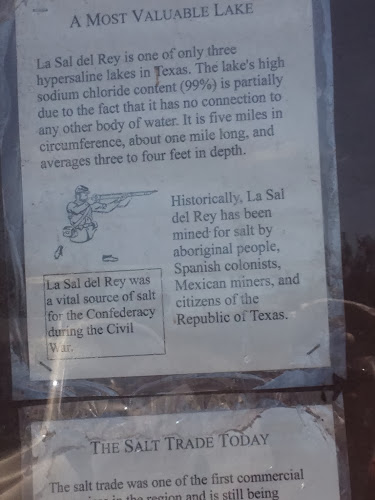 A MOST VALUABLE LAKE
La Sal del Rey is one of only three
hypersaline lakes in Texas. The lake's high
sodium chloride content (99%) is partially
due to the fact that it has no connection to
any other body of water. It is five miles in
circumference, about one mile long, and
averages three to four feet in depth.
Historically, La Sal
del Rey has been
mined for salt by
aboriginal people,
Spanish colonists,
Mexican miners, and
citizens of the
Republic of Texas.
La Sal del Rey was
a vital source of salt
for the Confederacy
during the Civil
War.
THE SALT TRADE TODAY
The salt trade was one of the first commercial
in the region and is still being